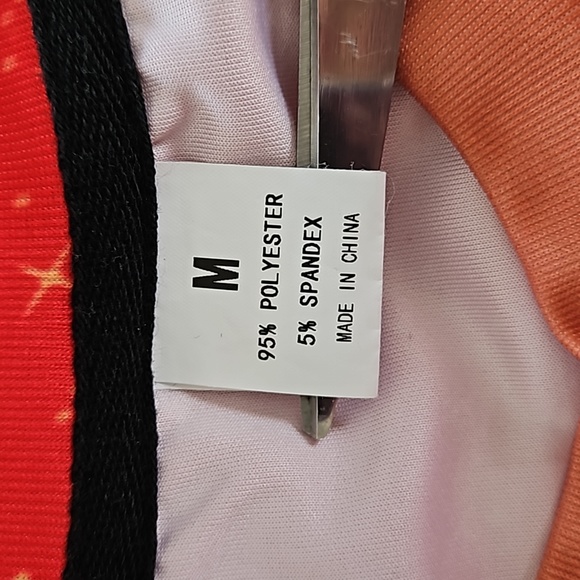 M
95% POLYESTER
5% SPANDEX
MADE IN CHINA